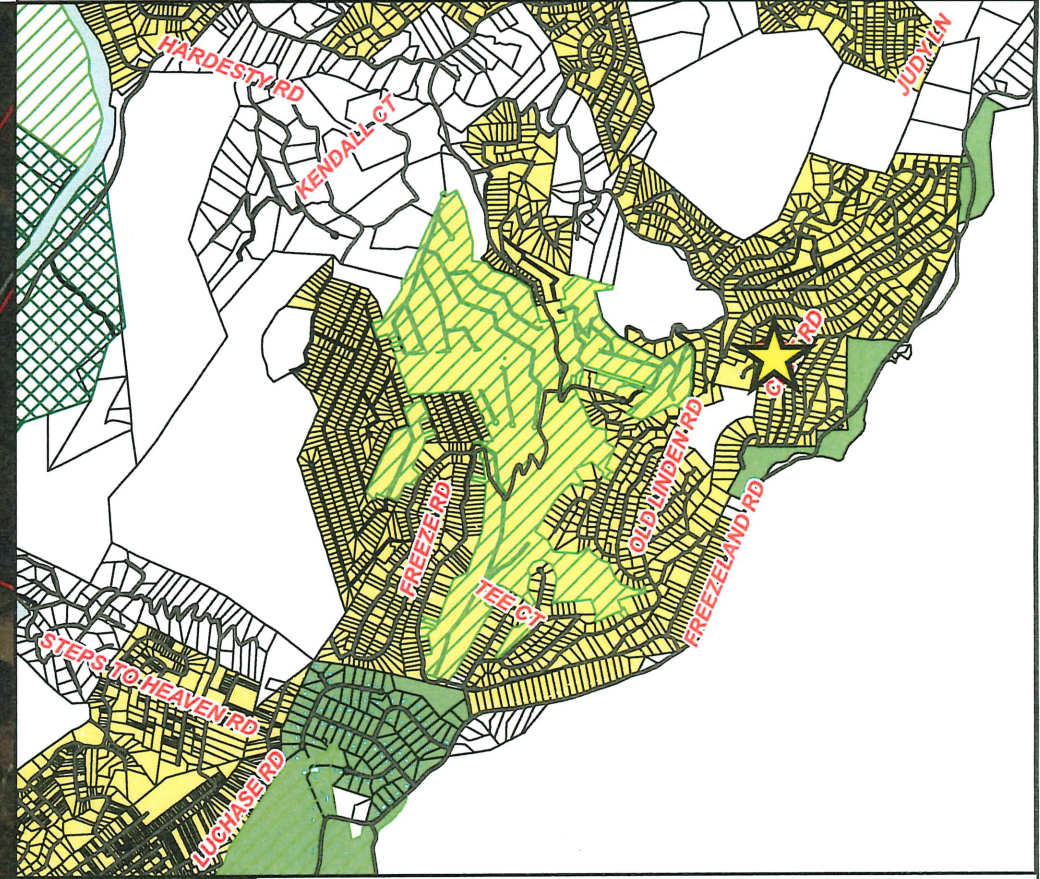 HARDESTY RD
JUDY LN
KENDALL CT
RD
OLD LINDEN RD
FREEZE RD
FREEZELAND RD
TEE CT
STEPS TO HEAVEN RD
LUCHASE RD